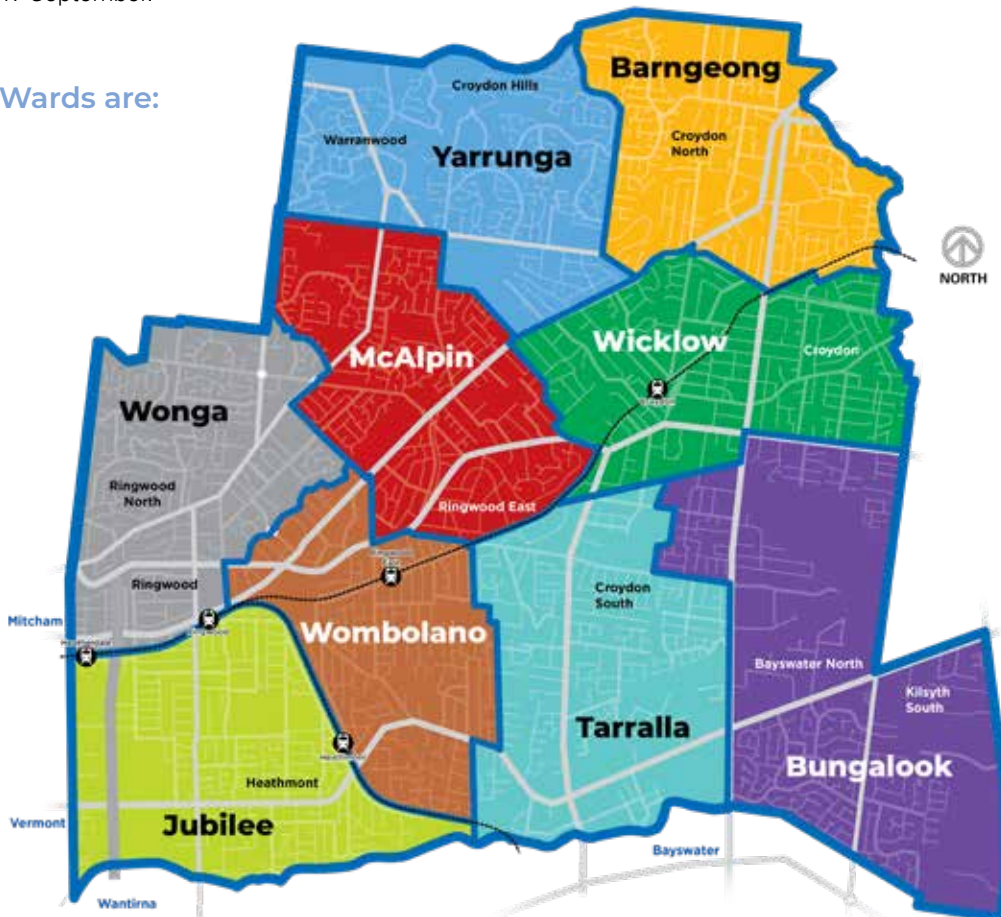 September.
Wards are:
Barngeong
Croydon Hills
Croydon
North
Warranwood
Yarrunga
NORTH
Wicklow
Croydon
McAlpin
Wonga
Ringwood
North
Ringwood East
Ringwood
Croydon
South
Mitcham
Wombolano
Bayswater North
Kilsyth
South
Tarralla
Bungalook
Heathmont
Jubilee
Vermont
Bayswater
Wantirna